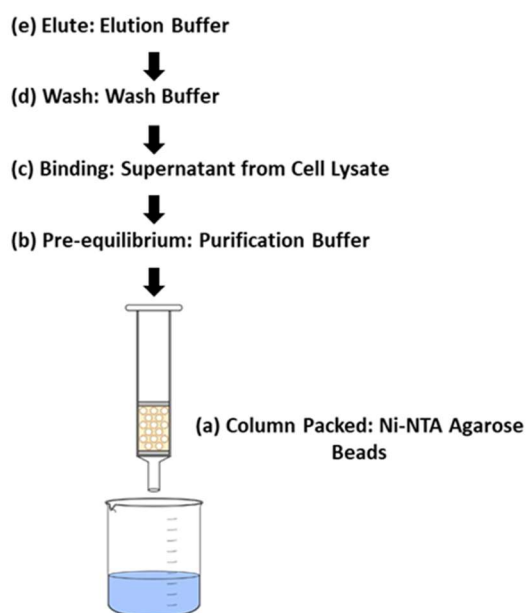 (e) Elute: Elution Buffer
(d) Wash: Wash Buffer
(c) Binding: Supernatant from Cell Lysate
(b) Pre-equilibrium: Purification Buffer
(a) Column Packed: Ni-NTA Agarose
Beads